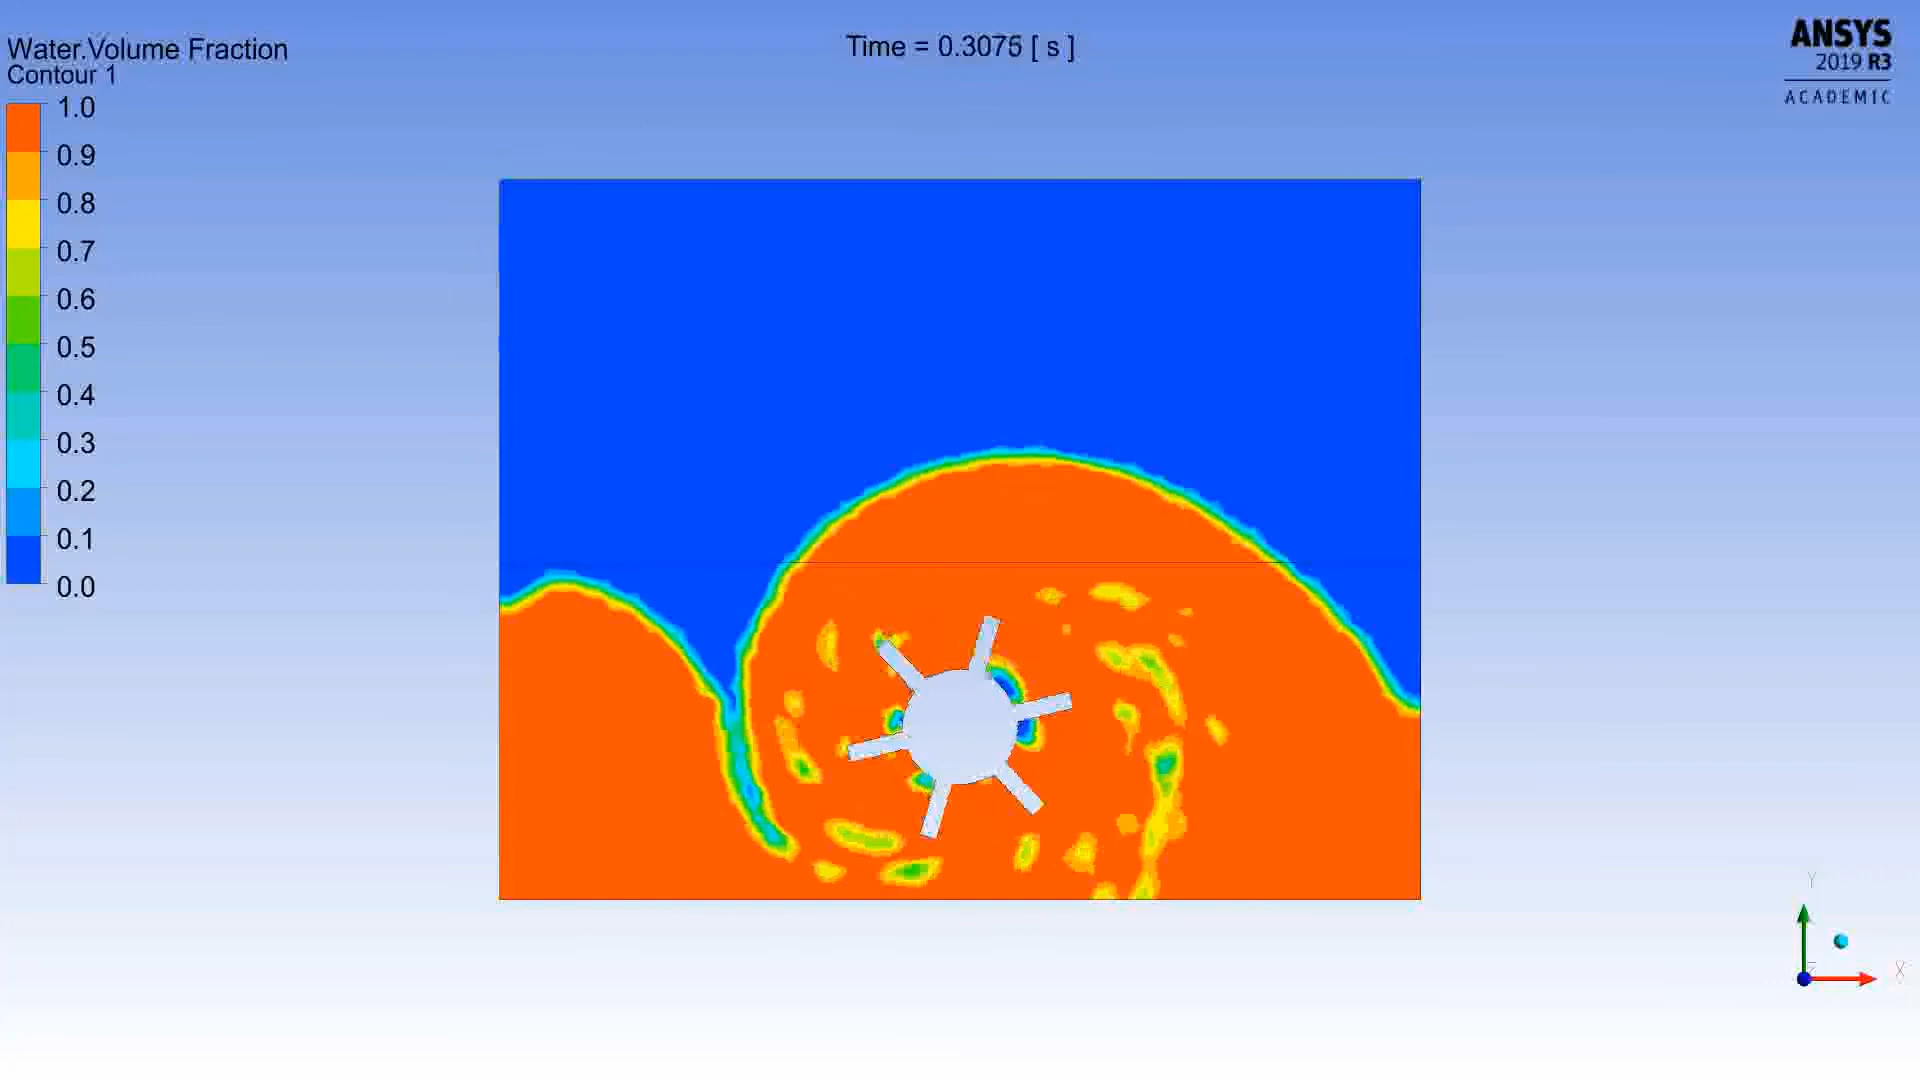 Water.Volume Fraction
Contour 1
Time = 0.3075 [ s ]
ANSYS
2019 R3
ACADEMIC
1.0
0.9
0.8
0.7
0.6
0.5
0.4
0.3
0.2
0.1
0.0
Y
Z
X